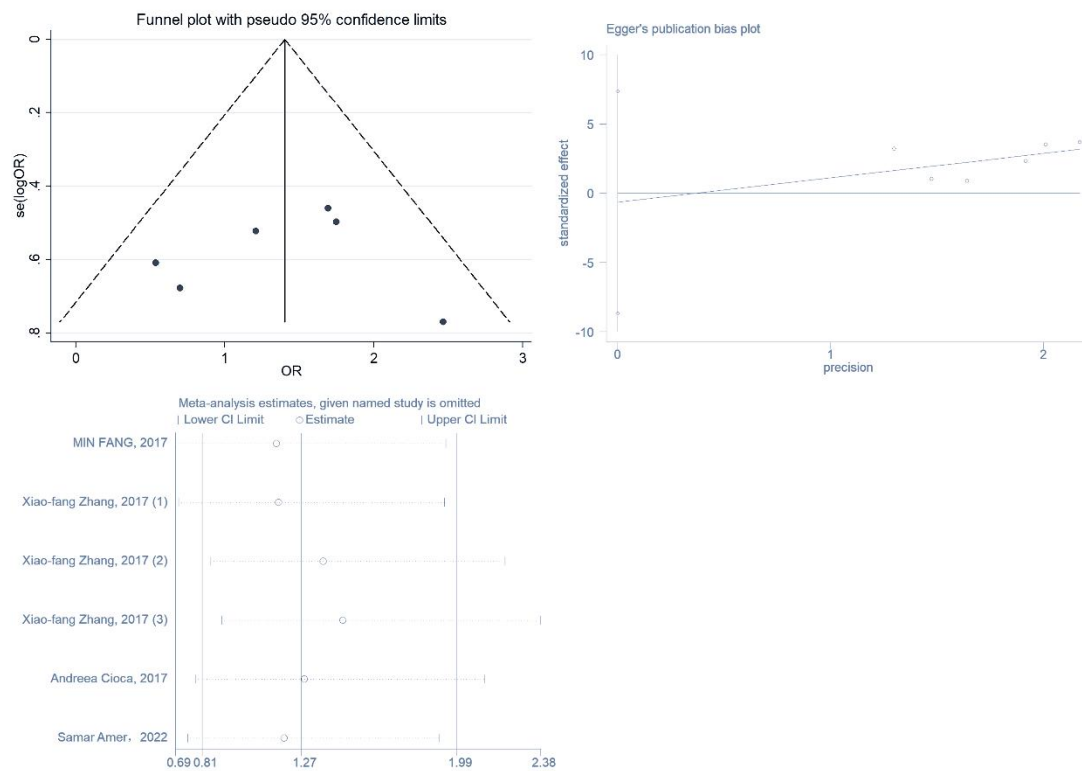 Funnel plot with pseudo 95% confidence limits
0
.2
.4
.6
.8
se(logOR)
0 1 2 3
OR
Egger's publication bias plot
10
5
0
-5
-10
standardized effect
0 1 2
precision
Meta-analysis estimates, given named study is omitted
Lower CI Limit Estimate Upper CI Limit
MIN FANG, 2017
Xiao-fang Zhang, 2017 (1)
Xiao-fang Zhang, 2017 (2)
Xiao-fang Zhang, 2017 (3)
Andreea Cioca, 2017
Samar Amer, 2022
0.69 0.81 1.27 1.99 2.38